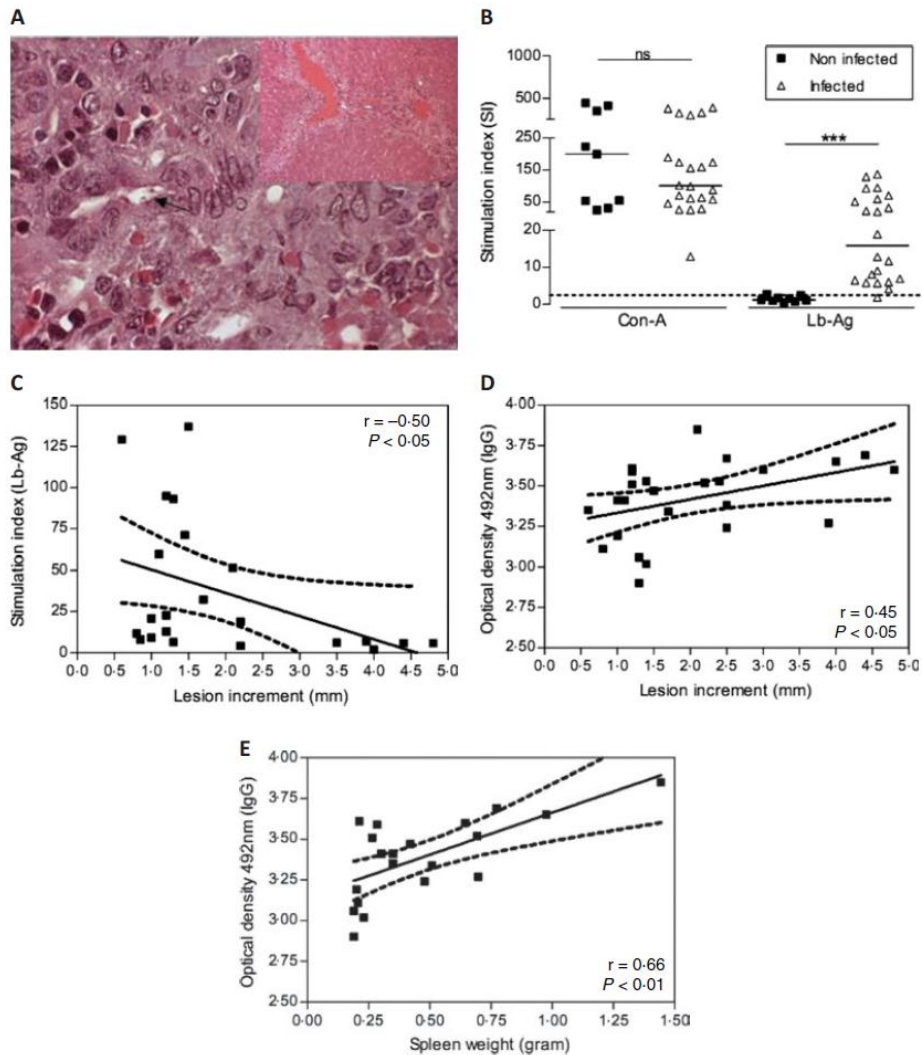 A
B
1000
500
250
150
50
20
10
0
Stimulation index (SI)
ns
***
Non infected
Infected
Con-A
Lb-Ag
C
150
125
100
75
50
25
0
Stimulation index (Lb-Ag)
r = –0·50
P < 0·05
0·0 0·5 1·0 1·5 2·0 2·5 3·0 3·5 4·0 4·5 5·0
Lesion increment (mm)
D
4·00
3·75
3·50
3·25
3·00
2·75
2·50
Optical density 492nm (IgG)
r = 0·45
P < 0·05
0·0 0·5 1·0 1·5 2·0 2·5 3·0 3·5 4·0 4·5 5·0
Lesion increment (mm)
E
4·00
3·75
3·50
3·25
3·00
2·75
2·50
Optical density 492nm (IgG)
r = 0·66
P < 0·01
0·00 0·25 0·50 0·75 1·00 1·25 1·50
Spleen weight (gram)